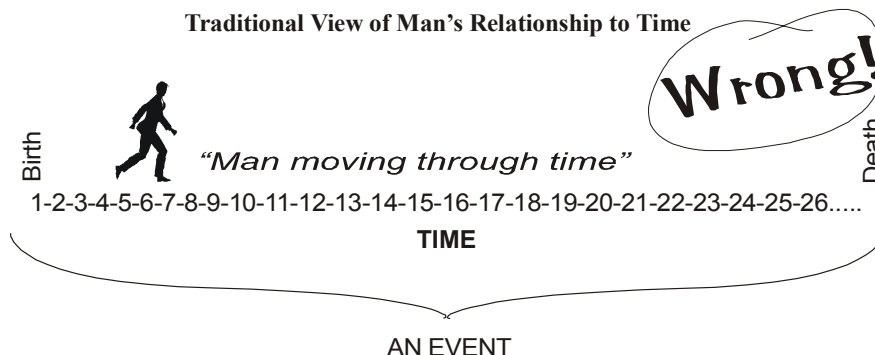 Traditional View of Man’s Relationship to Time
Wrong!
Birth
“Man moving through time”
Death
1-2-3-4-5-6-7-8-9-10-11-12-13-14-15-16-17-18-19-20-21-22-23-24-25-26.....
TIME
AN EVENT